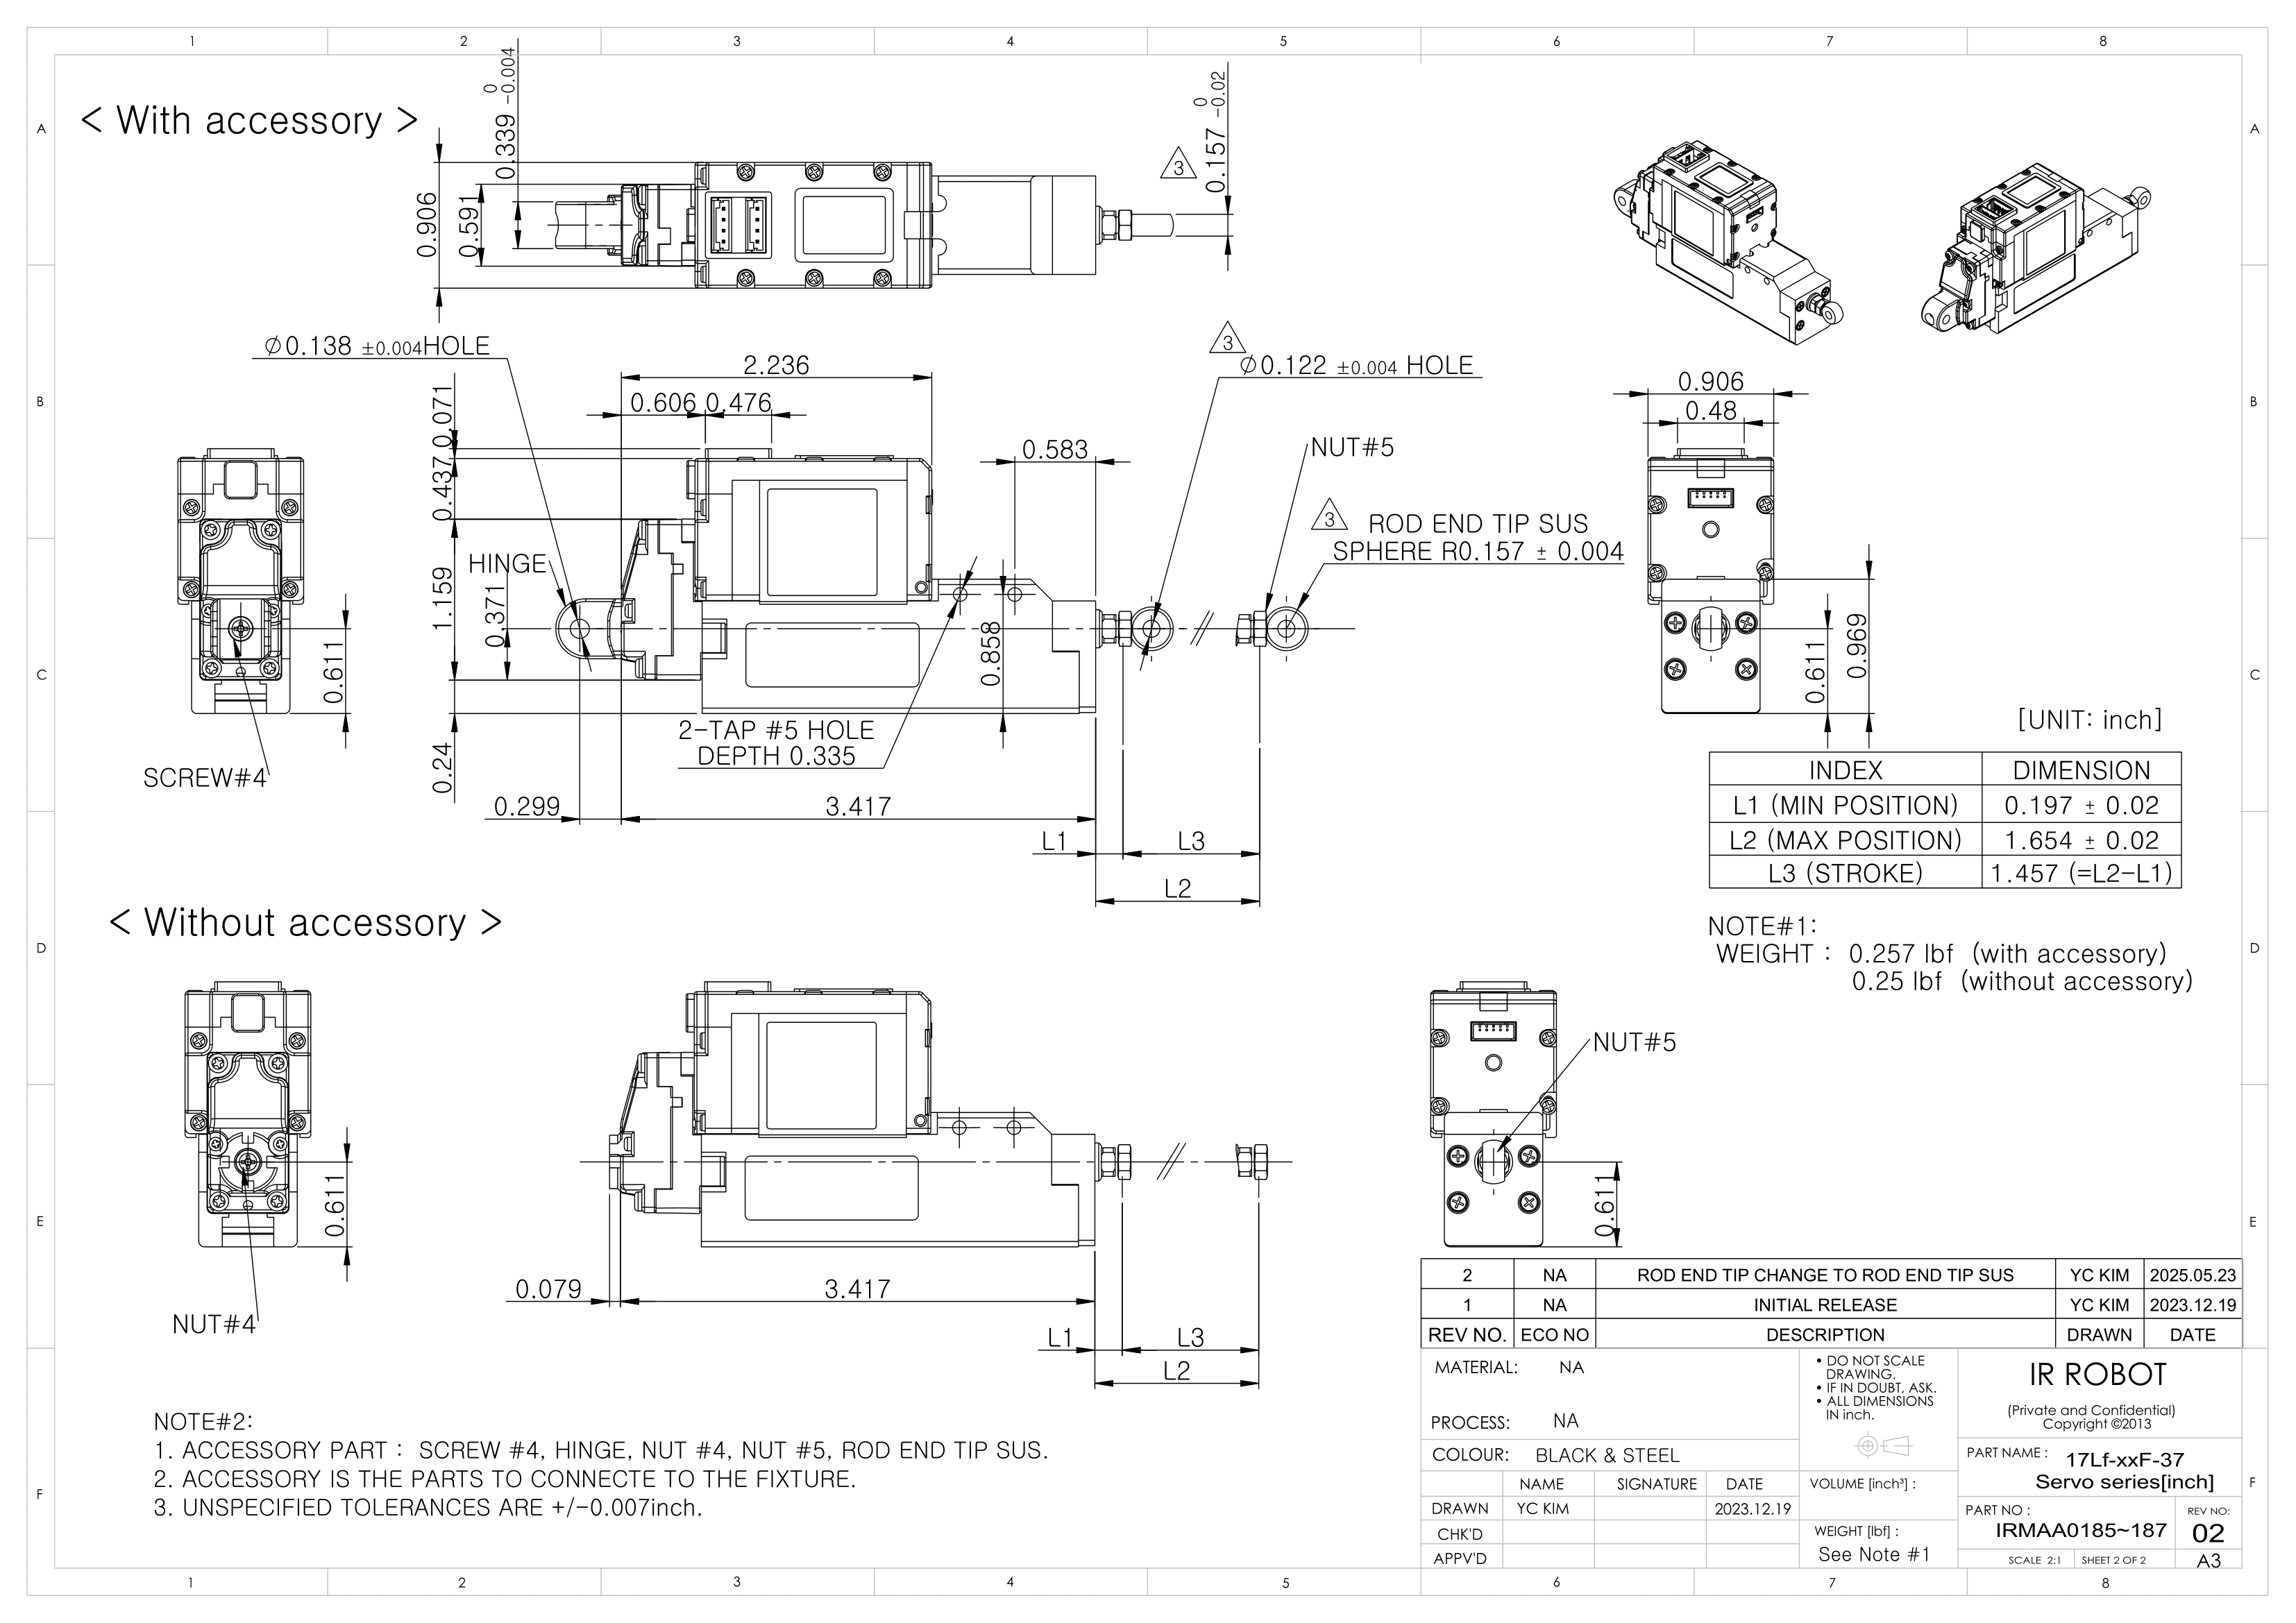 1 2 3 4 5 6 7 8
A A
B B
C C
D D
E E
F F
< With accessory >
0.906
0.591
0.339 0 -0.004
3
0.157 0 -0.02
Ø0.138 ±0.004HOLE
2.236
0.606 0.476
0.071
0.437
1.159
0.371
0.24
HINGE
0.583
3
Ø0.122 ±0.004 HOLE
NUT#5
3 ROD END TIP SUS
SPHERE R0.157 ± 0.004
0.858
2-TAP #5 HOLE
DEPTH 0.335
0.299
3.417
L1
L3
L2
0.611
SCREW#4
0.906
0.48
0.611
0.969
[UNIT: inch]
INDEX DIMENSION
L1 (MIN POSITION) 0.197 ± 0.02
L2 (MAX POSITION) 1.654 ± 0.02
L3 (STROKE) 1.457 (=L2-L1)
NOTE#1:
WEIGHT : 0.257 lbf (with accessory)
0.25 lbf (without accessory)
< Without accessory >
0.611
NUT#4
0.079
3.417
L1
L3
L2
NUT#5
0.611
NOTE#2:
1. ACCESSORY PART : SCREW #4, HINGE, NUT #4, NUT #5, ROD END TIP SUS.
2. ACCESSORY IS THE PARTS TO CONNECTE TO THE FIXTURE.
3. UNSPECIFIED TOLERANCES ARE +/-0.007inch.
2 NA ROD END TIP CHANGE TO ROD END TIP SUS YC KIM 2025.05.23
1 NA INITIAL RELEASE YC KIM 2023.12.19
REV NO. ECO NO DESCRIPTION DRAWN DATE
MATERIAL: NA
PROCESS: NA
COLOUR: BLACK & STEEL
NAME SIGNATURE DATE
DRAWN YC KIM 2023.12.19
CHK'D
APPV'D
• DO NOT SCALE
DRAWING.
• IF IN DOUBT, ASK.
• ALL DIMENSIONS
IN inch.
VOLUME [inch³] :
WEIGHT [lbf] :
See Note #1
IR ROBOT
(Private and Confidential)
Copyright ©2013
PART NAME : 17Lf-xxF-37
Servo series[inch]
PART NO :
IRMAA0185~187
REV NO:
02
SCALE 2:1 SHEET 2 OF 2 A3
1 2 3 4 5 6 7 8